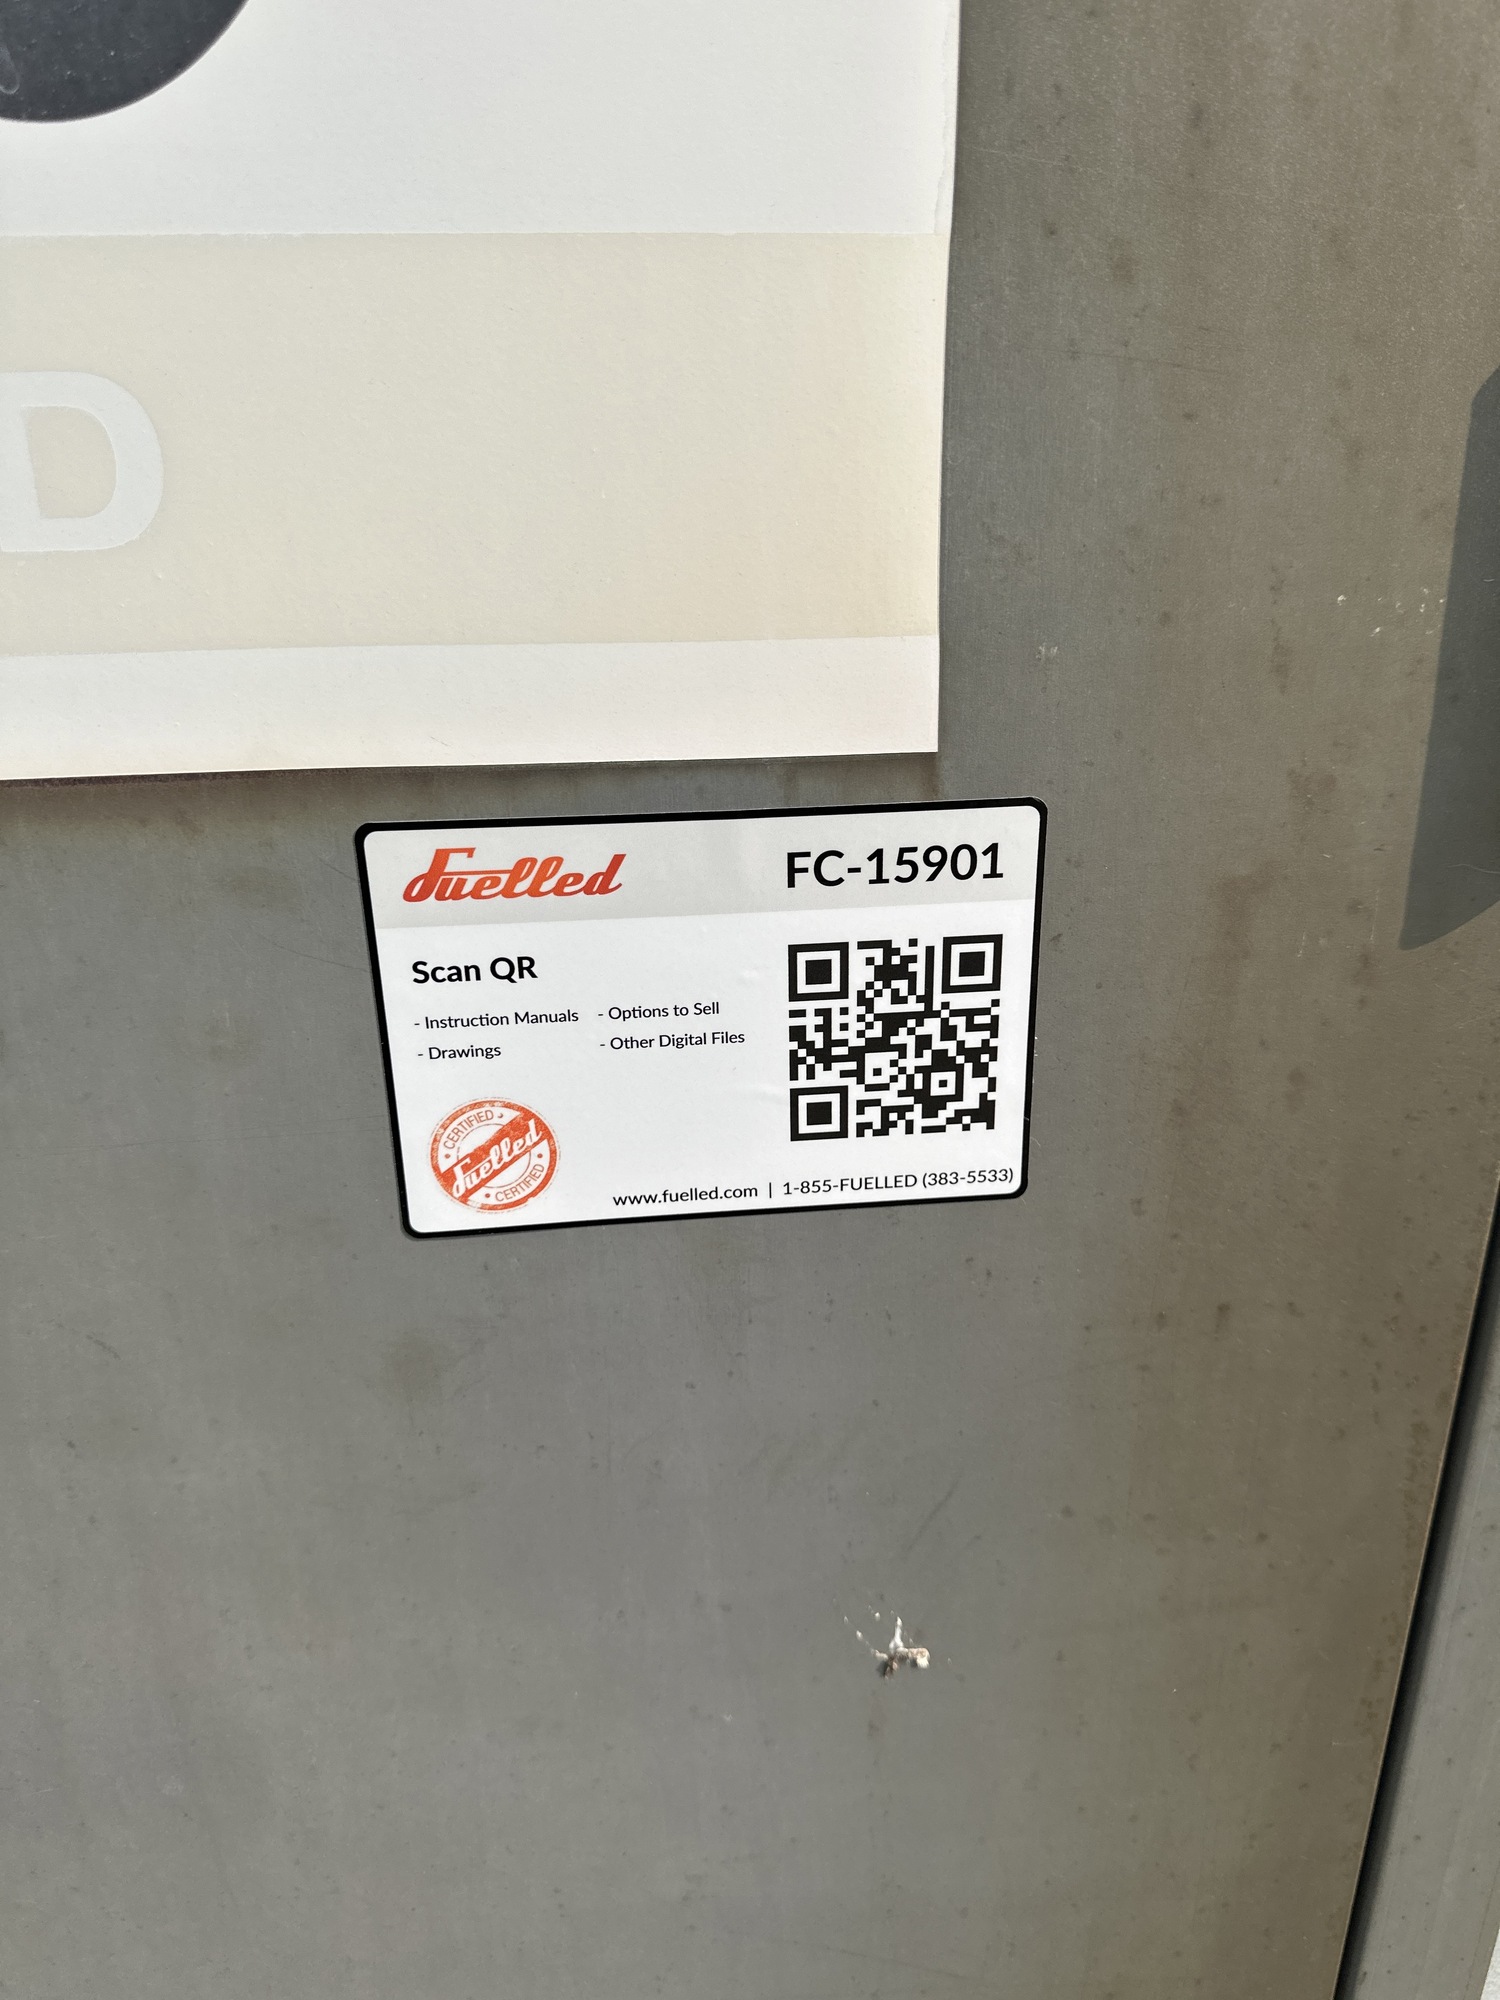 D
Fuelled
FC-15901
Scan QR
- Instruction Manuals
- Options to Sell
- Drawings
- Other Digital Files
CERTIFIED
Fuelled
CERTIFIED
www.fuelled.com | 1-855-FUELLED (383-5533)